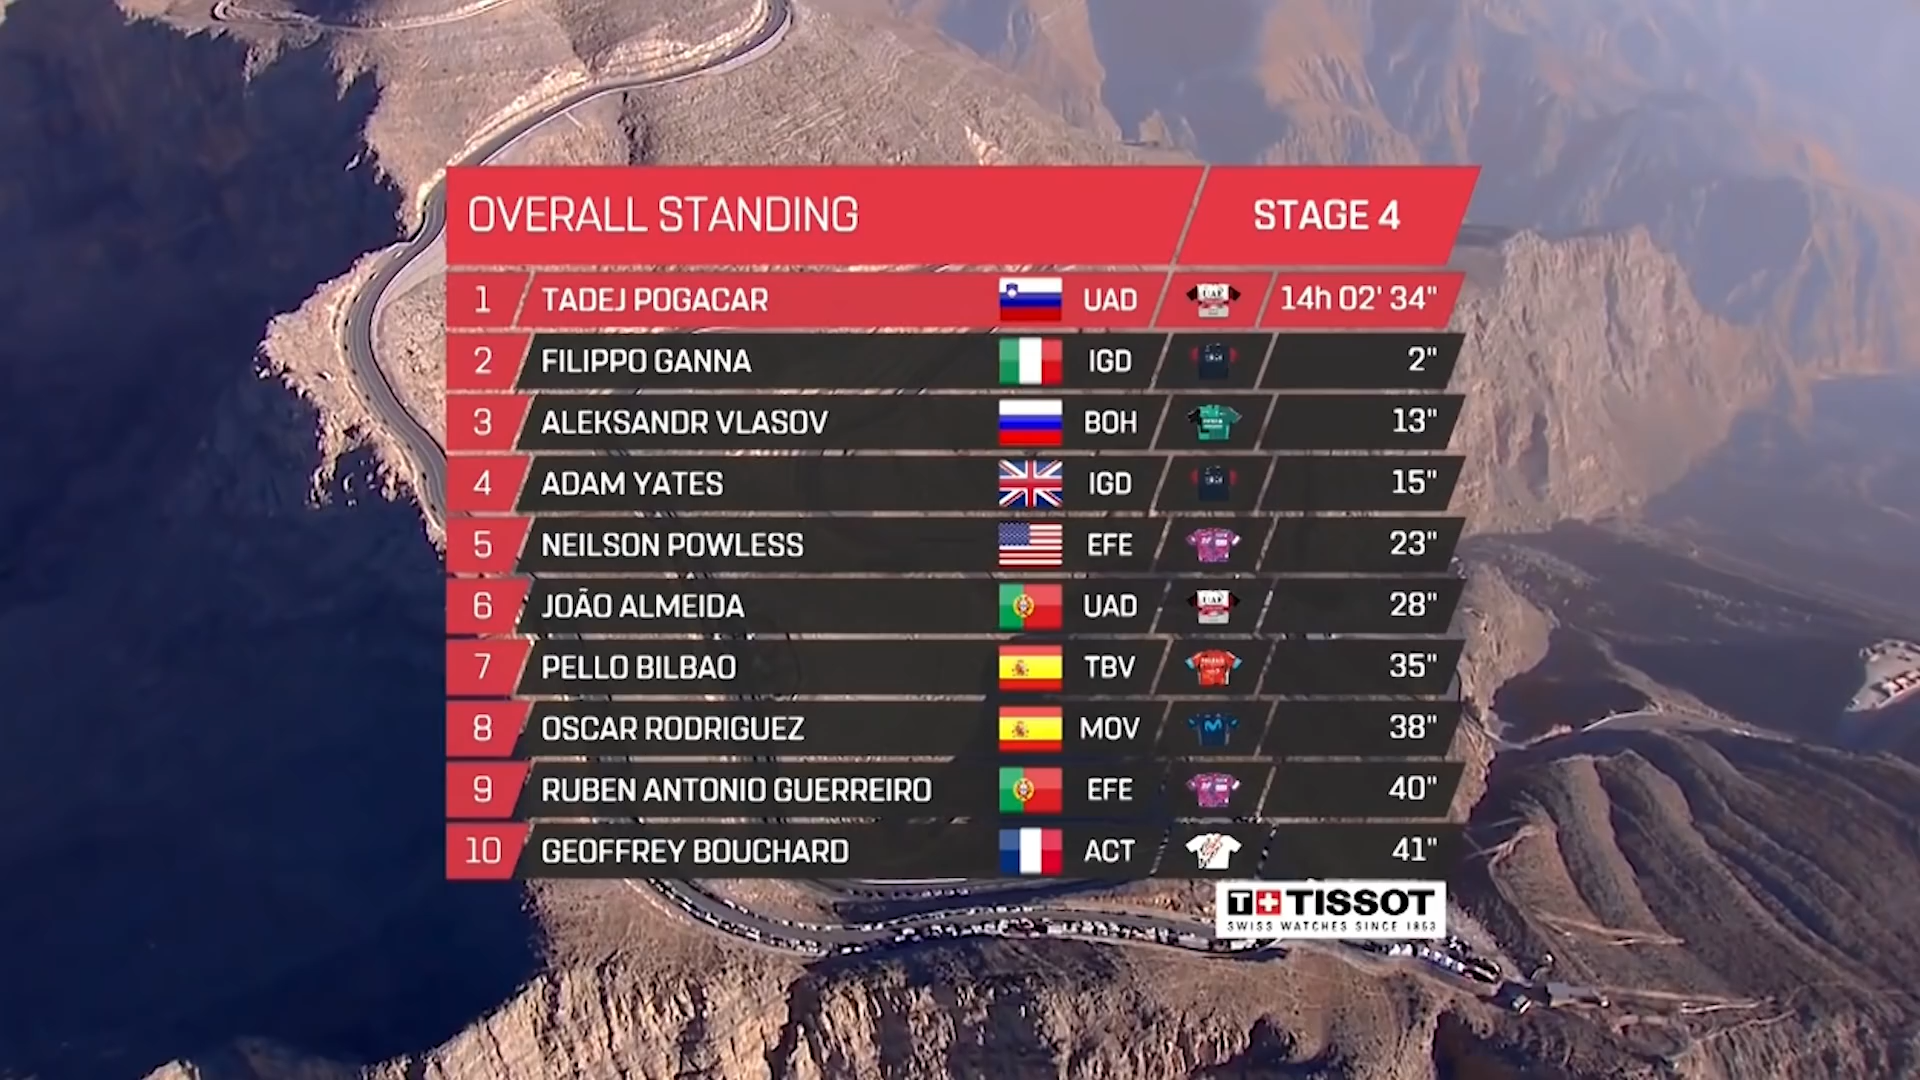 OVERALL STANDING STAGE 4
1 TADEJ POGACAR UAD 14h 02' 34"
2 FILIPPO GANNA IGD 2"
3 ALEKSANDR VLASOV BOH 13"
4 ADAM YATES IGD 15"
5 NEILSON POWLESS EFE 23"
6 JOÃO ALMEIDA UAD 28"
7 PELLO BILBAO TBV 35"
8 OSCAR RODRIGUEZ MOV 38"
9 RUBEN ANTONIO GUERREIRO EFE 40"
10 GEOFFREY BOUCHARD ACT 41"
T+TISSOT
SWISS WATCHES SINCE 1853